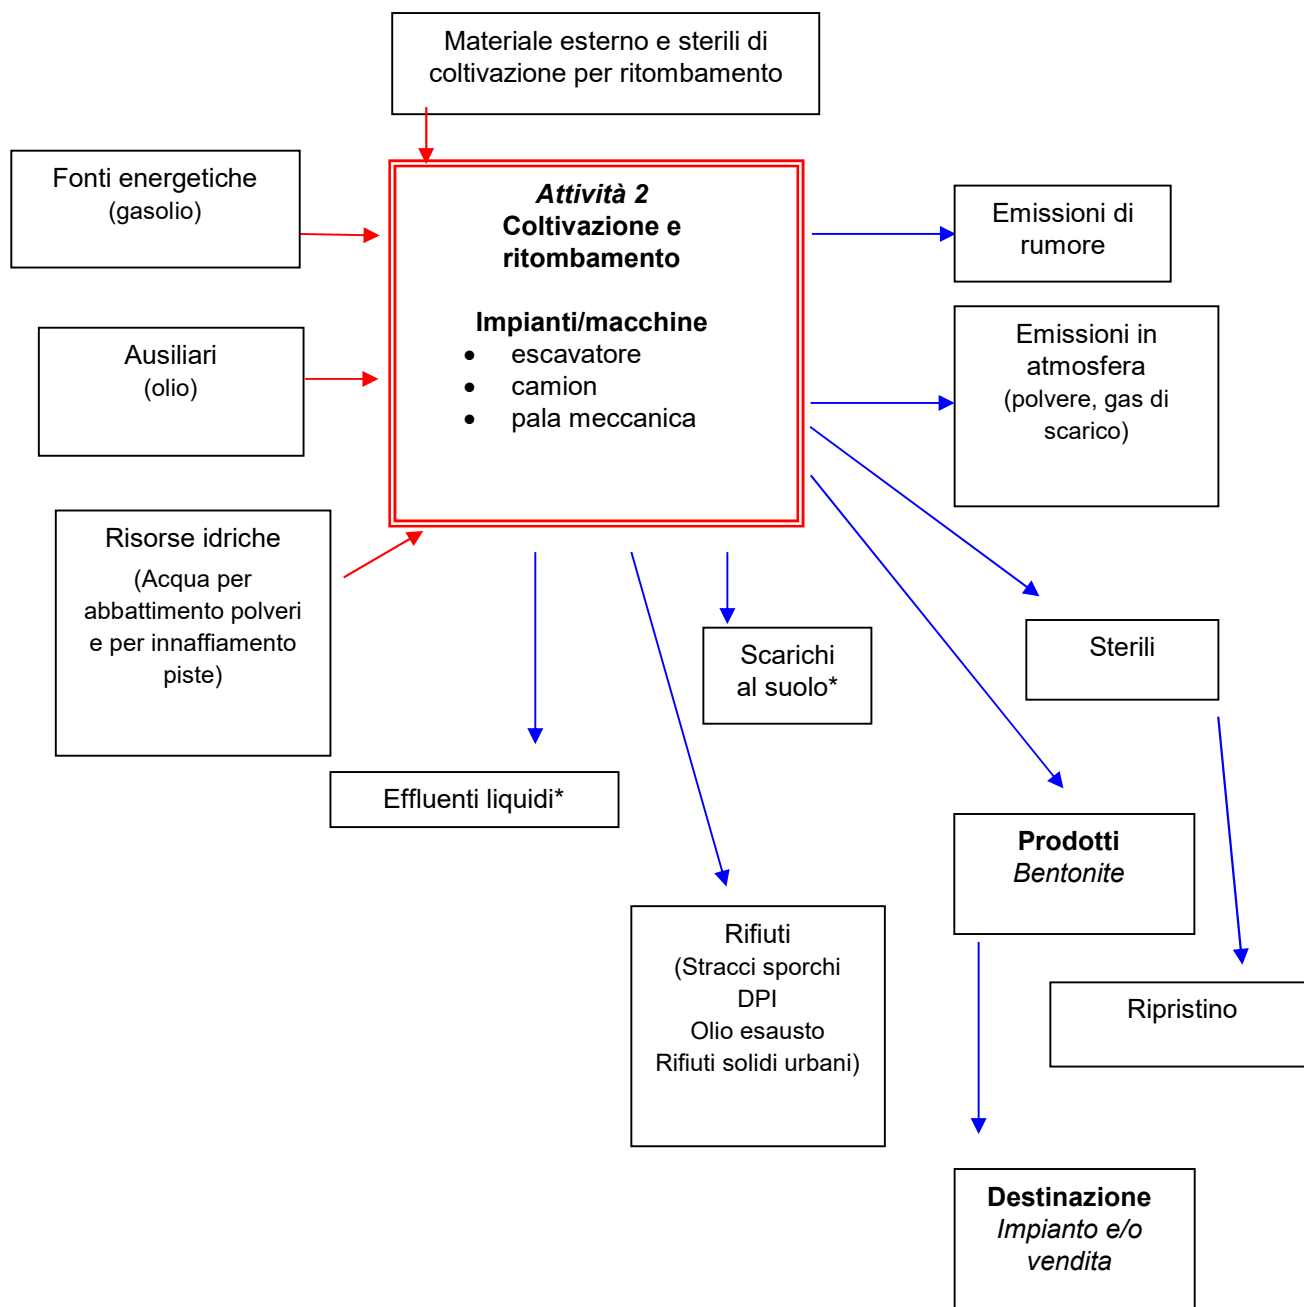 Materiale esterno e sterili di
coltivazione per ritombamento
Fonti energetiche
(gasolio)
Attività 2
Coltivazione e
ritombamento
Impianti/macchine
• escavatore
• camion
• pala meccanica
Emissioni di
rumore
Ausiliari
(olio)
Emissioni in
atmosfera
(polvere, gas di
scarico)
Risorse idriche
(Acqua per
abbattimento polveri
e per innaffiamento
piste)
Scarichi
al suolo*
Sterili
Effluenti liquidi*
Prodotti
Bentonite
Rifiuti
(Stracci sporchi
DPI
Olio esausto
Rifiuti solidi urbani)
Ripristino
Destinazione
Impianto e/o
vendita